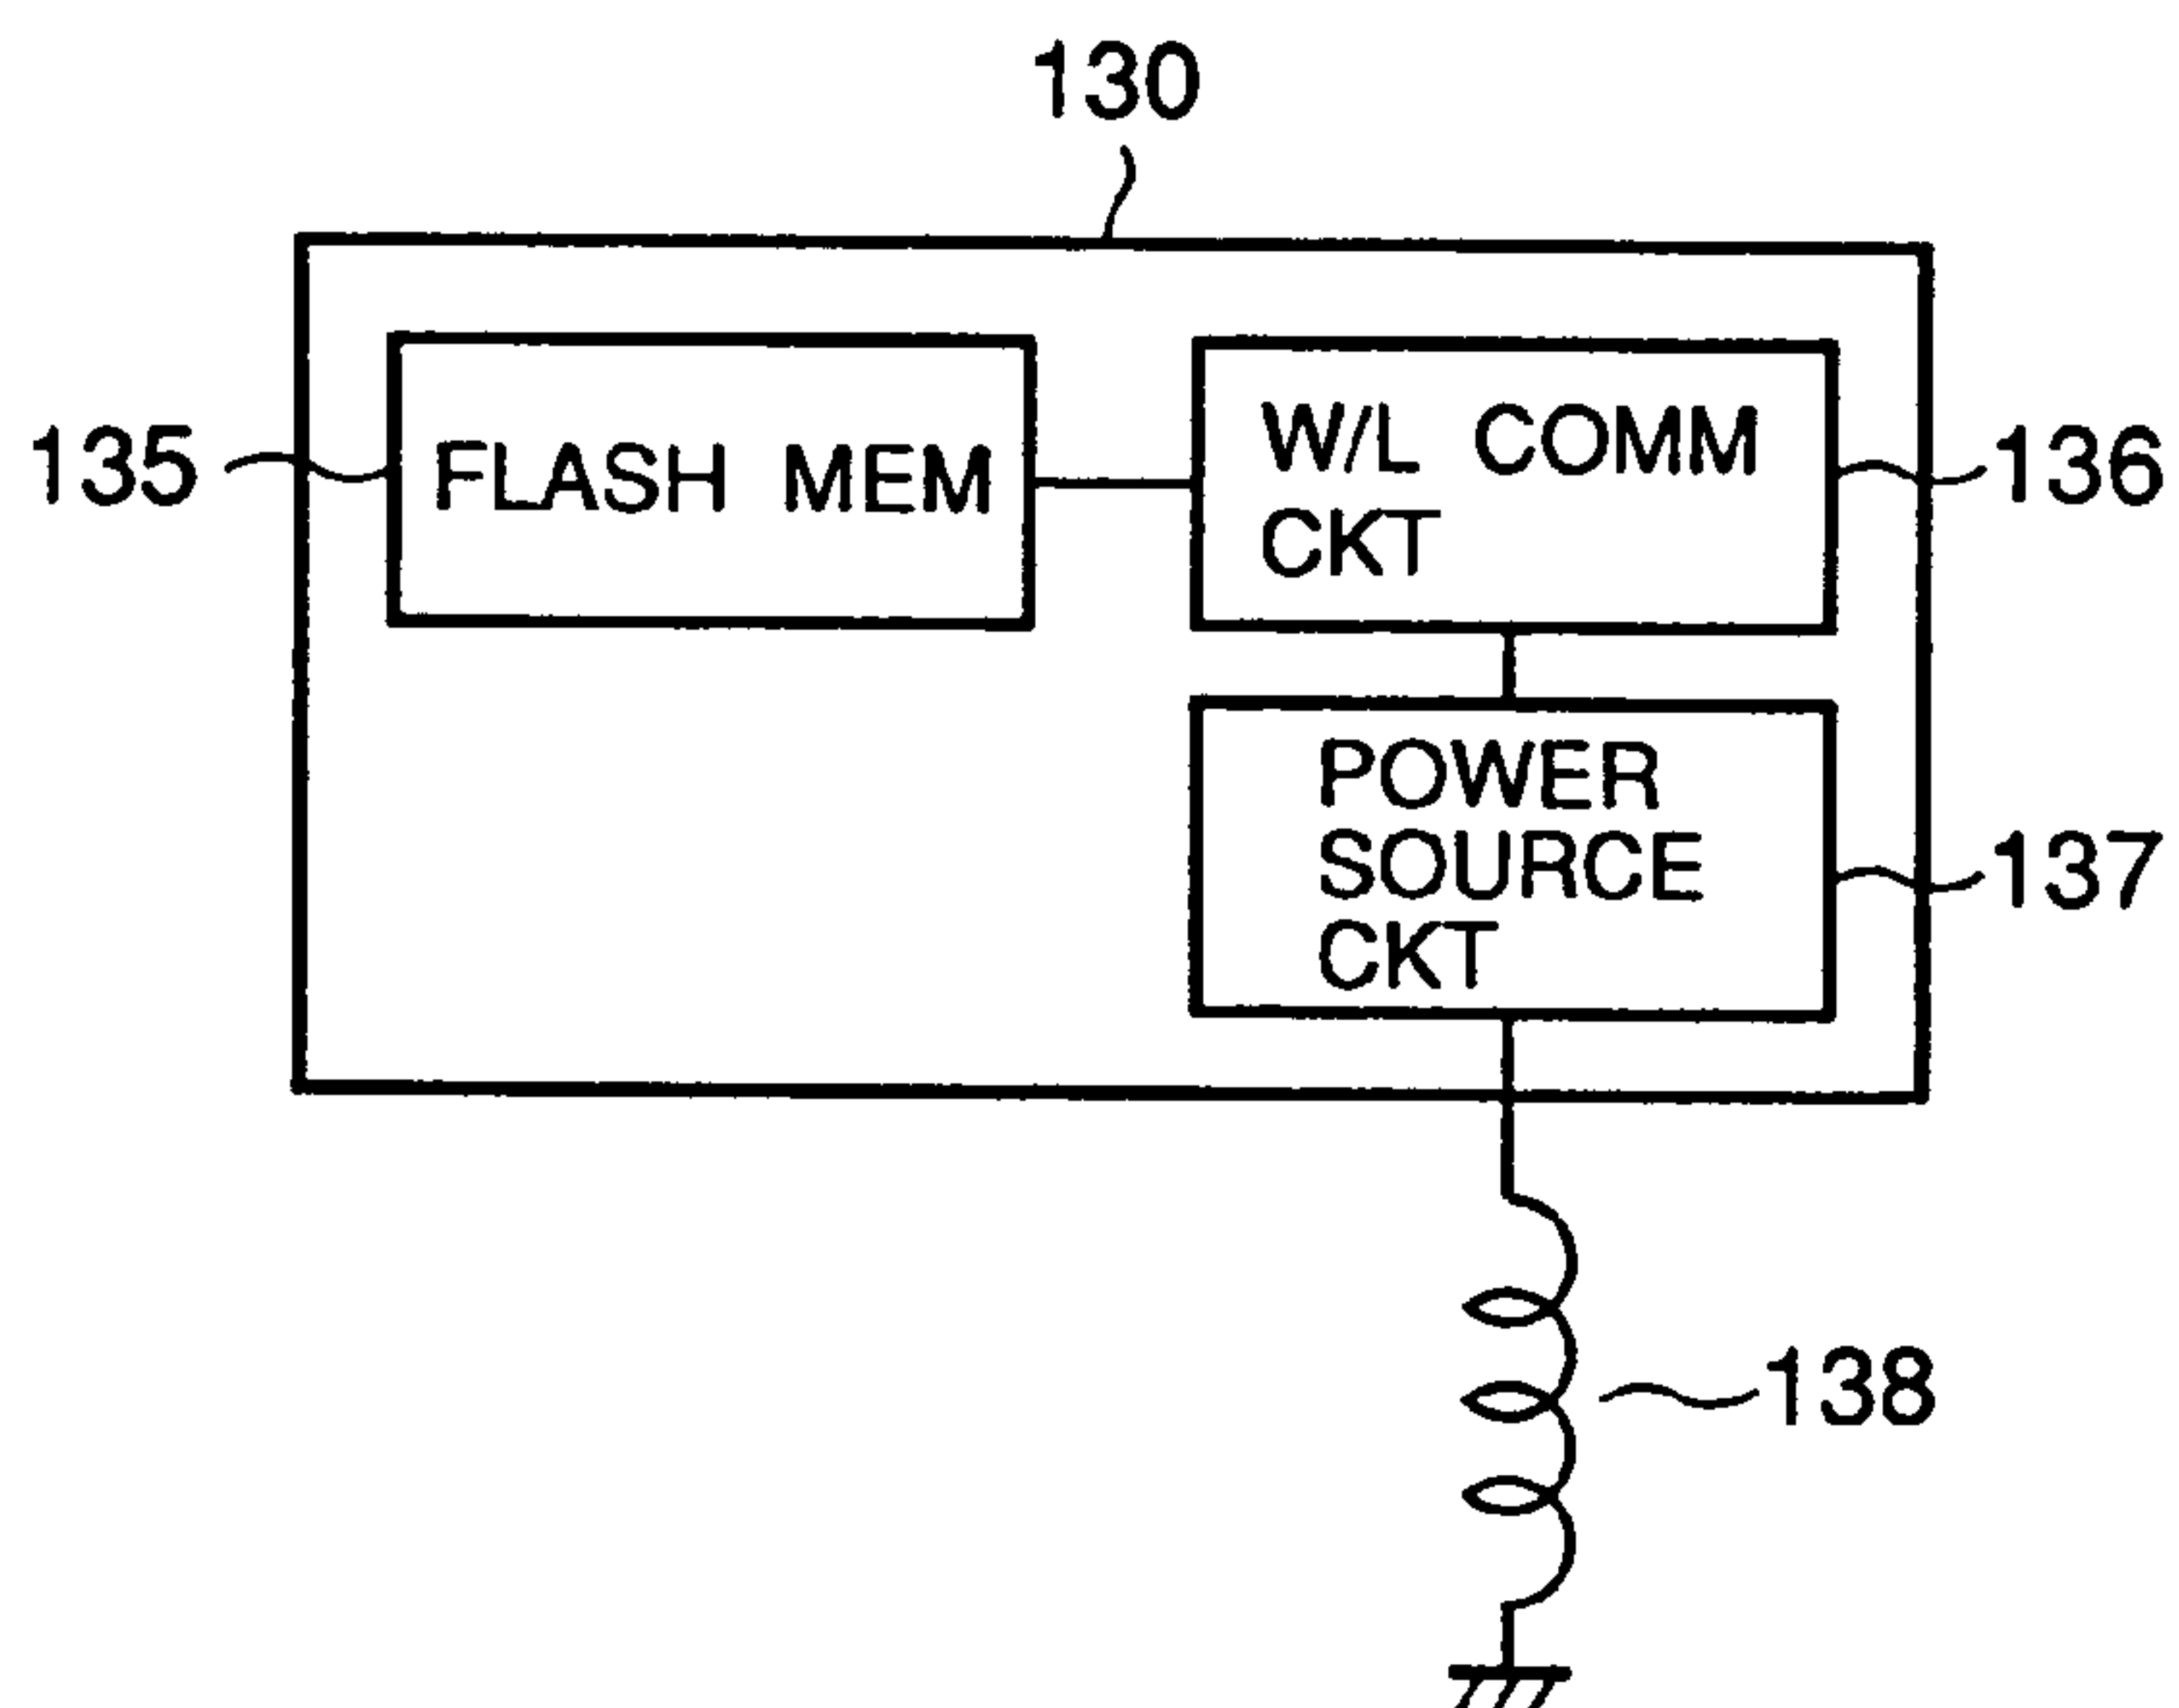 130
135
FLASH MEM
W/L COMM
CKT
136
POWER
SOURCE
CKT
137
138